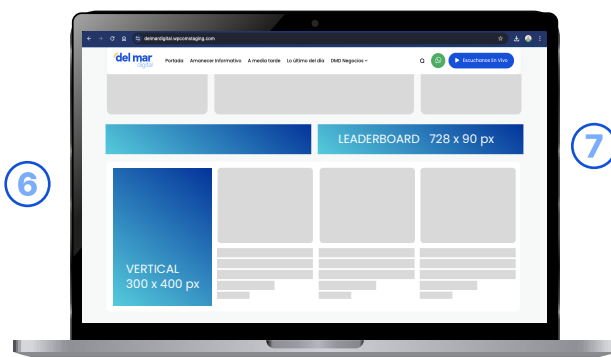 delmardigital.wpcomstaging.com
del mar
digital
Portada Amanecer Informativo A media tarde Lo último del día DMD Negocios
Escuchanos En Vivo
LEADERBOARD 728 x 90 px
6
7
VERTICAL
300 x 400 px